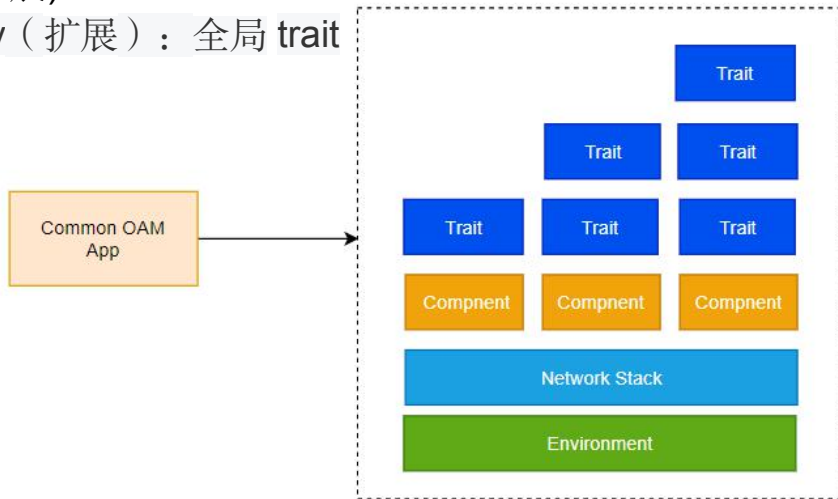 （扩展）：全局 trait
Trait
Trait Trait
Common OAM
App
Trait Trait Trait
Compnent Compnent Compnent
Network Stack
Environment